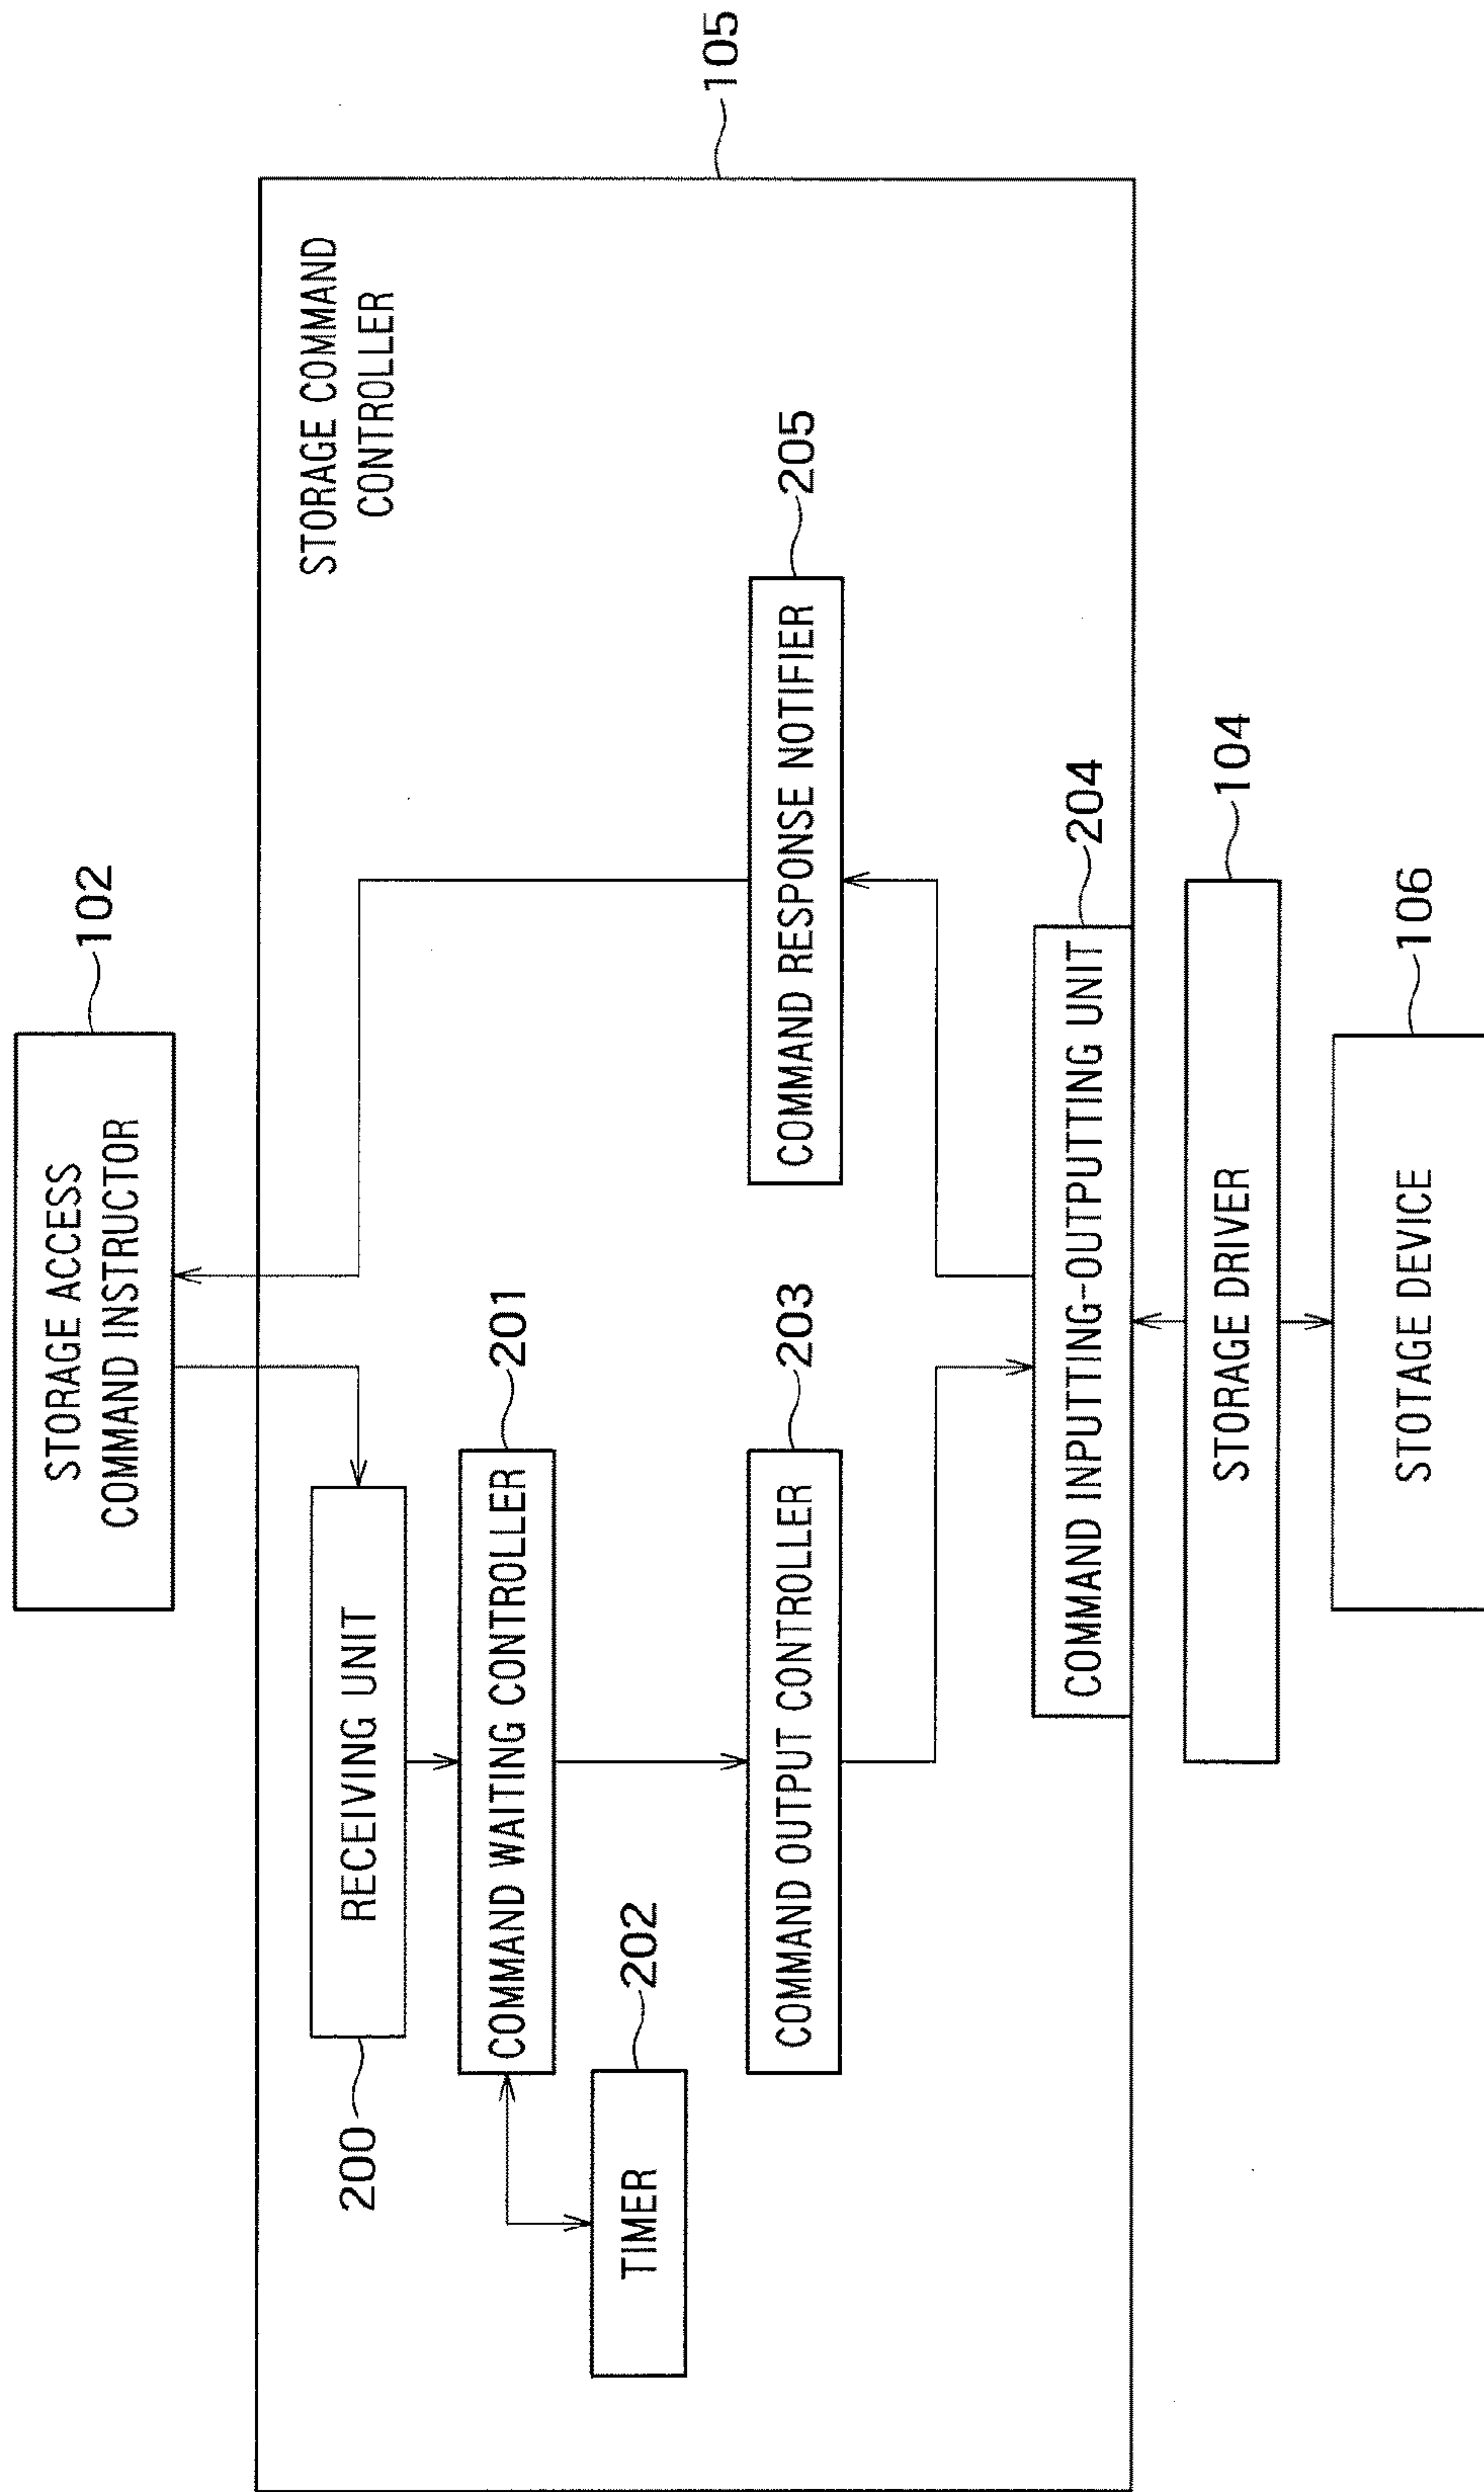 STORAGE ACCESS
COMMAND INSTRUCTOR
102
105
STORAGE COMMAND
CONTROLLER
RECEIVING UNIT
200
COMMAND WAITING CONTROLLER
201
TIMER
202
COMMAND OUTPUT CONTROLLER
203
COMMAND RESPONSE NOTIFIER
205
COMMAND INPUTTING-OUTPUTING UNIT
204
STORAGE DRIVER
104
STOTAGE DEVICE
106